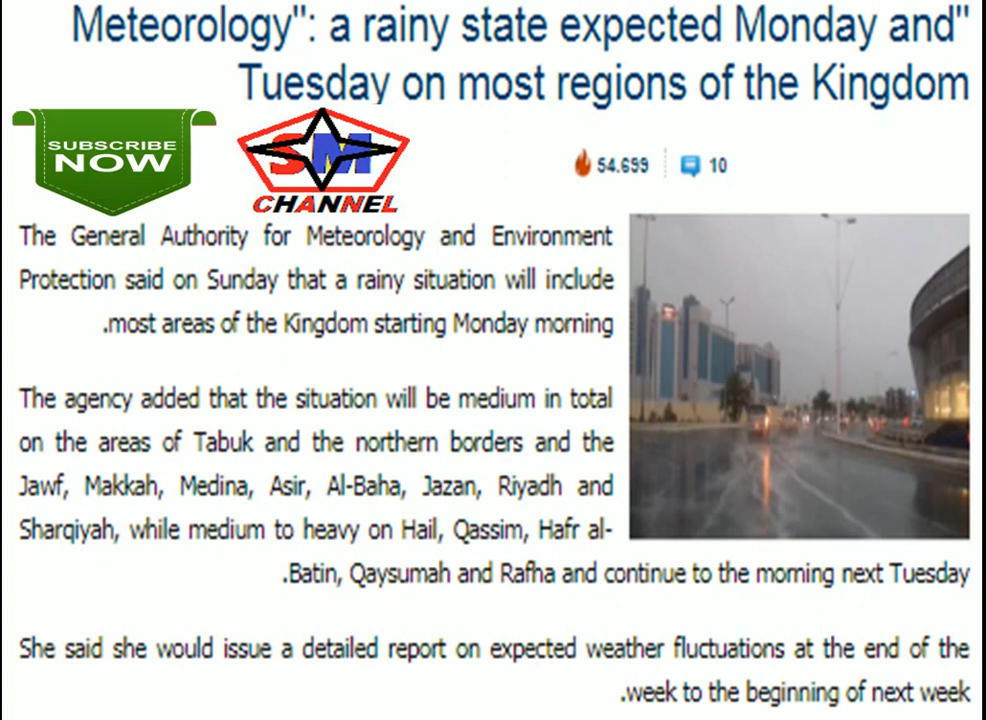 Meteorology": a rainy state expected Monday and"
Tuesday on most regions of the Kingdom
SUBSCRIBE
NOW
SM
CHANNEL
54.699
10
The General Authority for Meteorology and Environment
Protection said on Sunday that a rainy situation will include
.most areas of the Kingdom starting Monday morning
The agency added that the situation will be medium in total
on the areas of Tabuk and the northern borders and the
Jawf, Makkah, Medina, Asir, Al-Baha, Jazan, Riyadh and
Sharqiyah, while medium to heavy on Hail, Qassim, Hafr al-
.Batin, Qaysumah and Rafha and continue to the morning next Tuesday
She said she would issue a detailed report on expected weather fluctuations at the end of the
.week to the beginning of next week